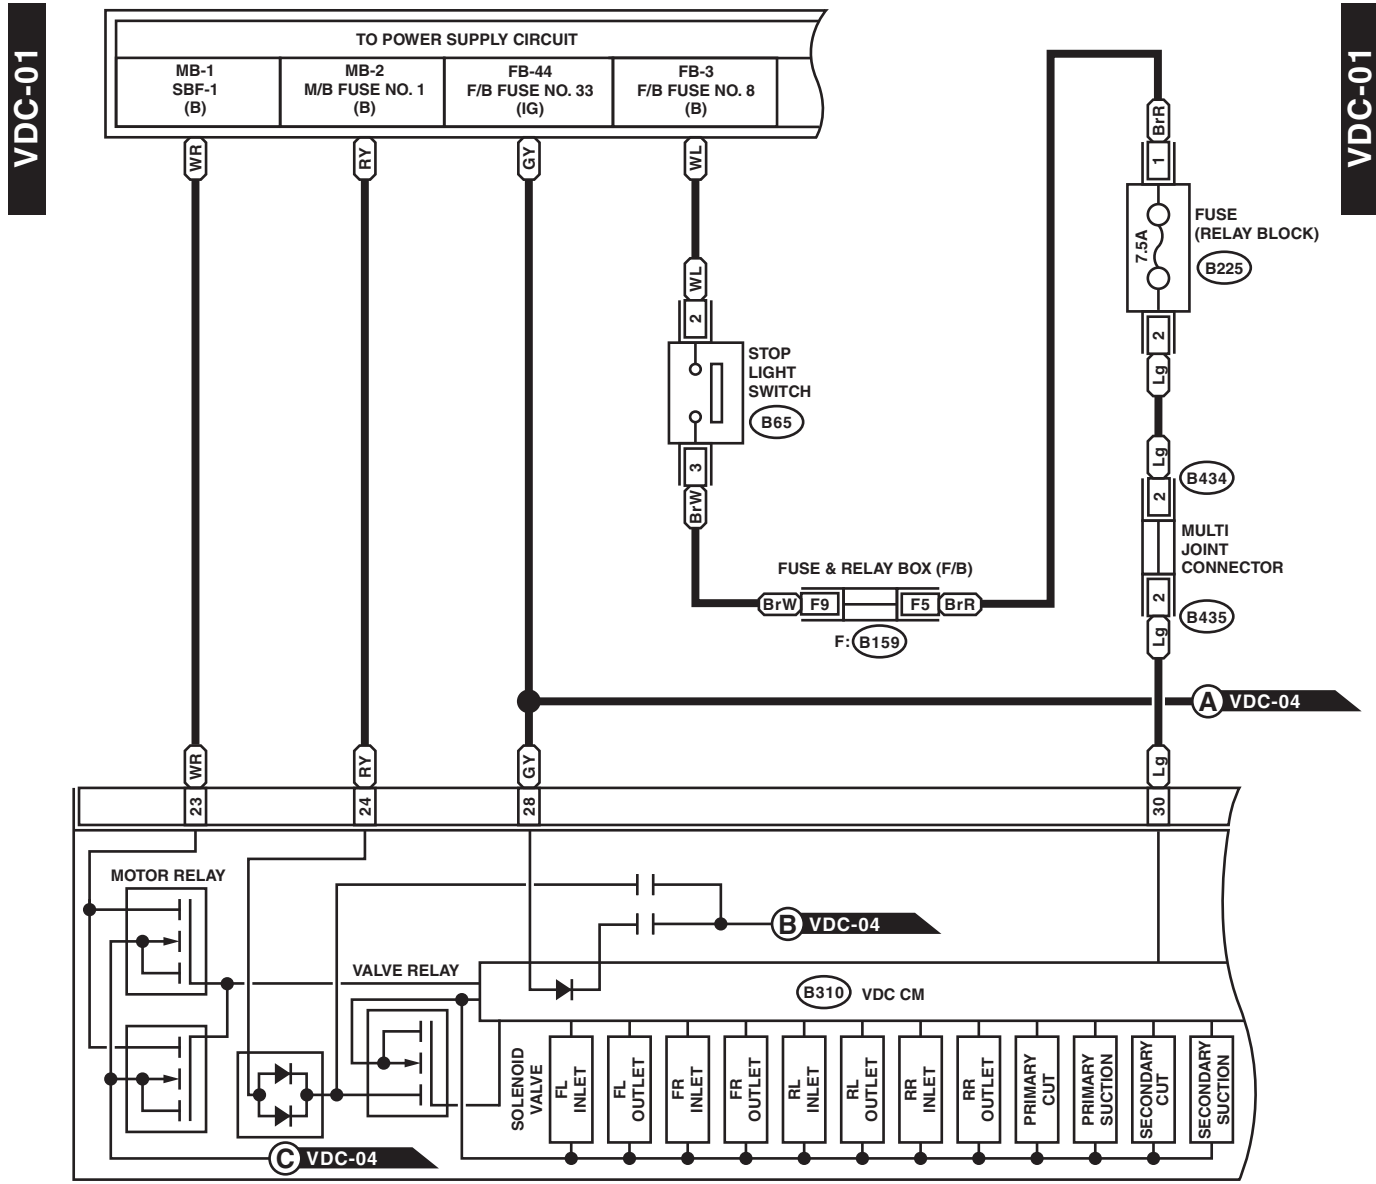 VDC-01
VDC-01
TO POWER SUPPLY CIRCUIT
MB-1
SBF-1
(B)
MB-2
M/B FUSE NO. 1
(B)
FB-44
F/B FUSE NO. 33
(IG)
FB-3
F/B FUSE NO. 8
(B)
WR
RY
GY
WL
BrR
1
7.5A
FUSE
(RELAY BLOCK)
B225
2
Lg
WL
2
STOP
LIGHT
SWITCH
B65
3
BrW
Lg
B434
2
MULTI
JOINT
CONNECTOR
2
B435
Lg
FUSE & RELAY BOX (F/B)
BrW
F9
F5
BrR
F:
B159
A
VDC-04
WR
RY
GY
Lg
23
24
28
30
MOTOR RELAY
B
VDC-04
VALVE RELAY
B310
VDC CM
SOLENOID
VALVE
FL
INLET
FL
OUTLET
FR
INLET
FR
OUTLET
RL
INLET
RL
OUTLET
RR
INLET
RR
OUTLET
PRIMARY
CUT
PRIMARY
SUCTION
SECONDARY
CUT
SECONDARY
SUCTION
C
VDC-04